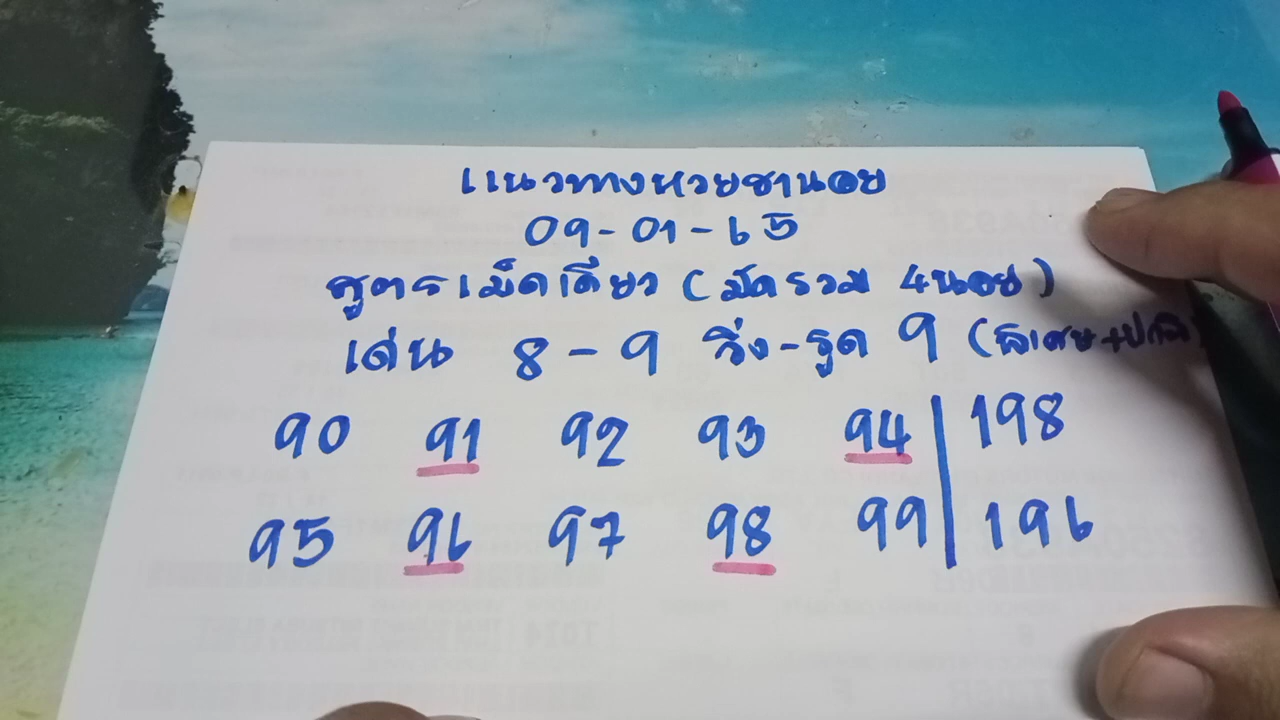 แนวทางหวยฮานอย
09-01-65
สูตรเม็ดเดียว (มัดรวม 4นอย)
เด่น 8-9 วิ่ง-รูด 9 (พิเศษ+ปกติ)
90 91 92 93 94 | 198
95 96 97 98 99 | 196